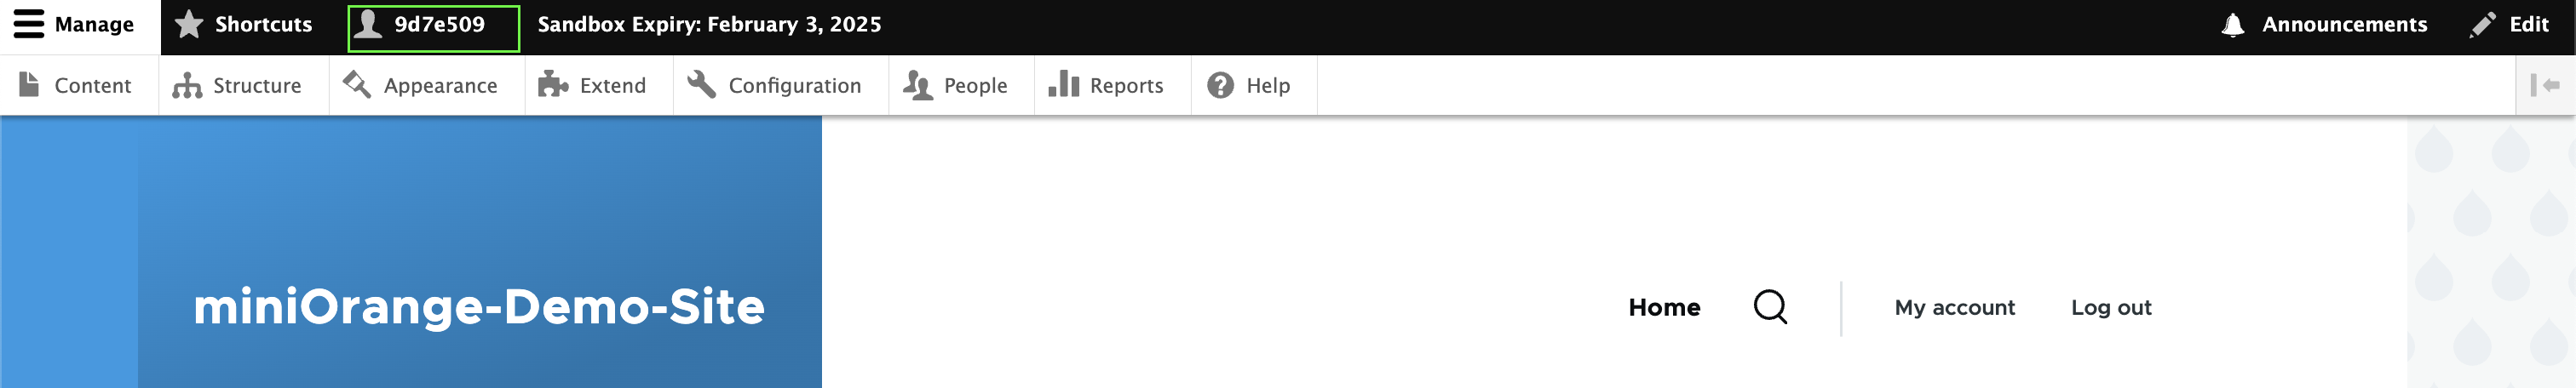 Manage Shortcuts 9d7e509 Sandbox Expiry: February 3, 2025 Announcements Edit
Content Structure Appearance Extend Configuration People Reports Help
miniOrange-Demo-Site Home My account Log out